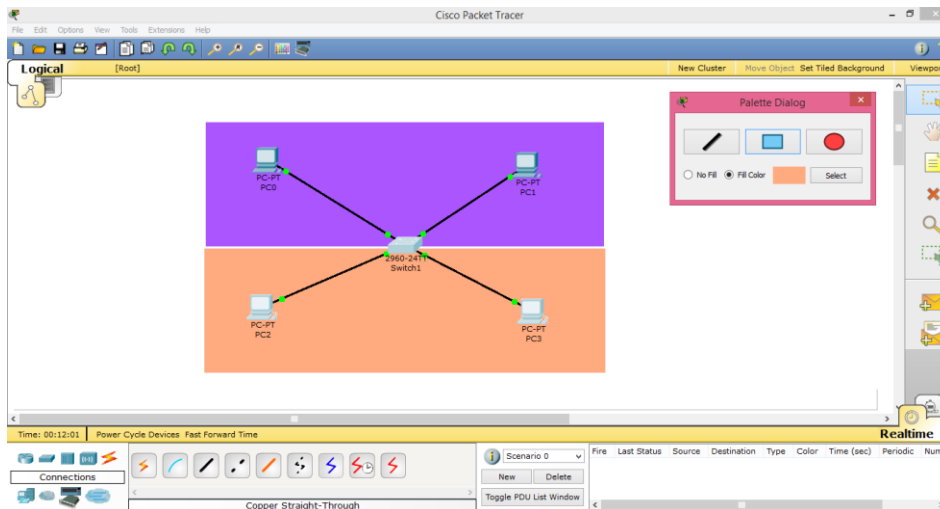 Cisco Packet Tracer
File Edit Options View Tools Extensions Help
Logical [Root] New Cluster Move Object Set Tiled Background Viewpo
Palette Dialog
No Fill Fill Color Select
PC-PT
PC0
PC-PT
PC1
2960-24TT
Switch1
PC-PT
PC2
PC-PT
PC3
Time: 00:12:01 Power Cycle Devices Fast Forward Time Realtime
Connections
Copper Straight-Through
Scenario 0
New Delete
Toggle PDU List Window
Fire Last Status Source Destination Type Color Time (sec) Periodic Num